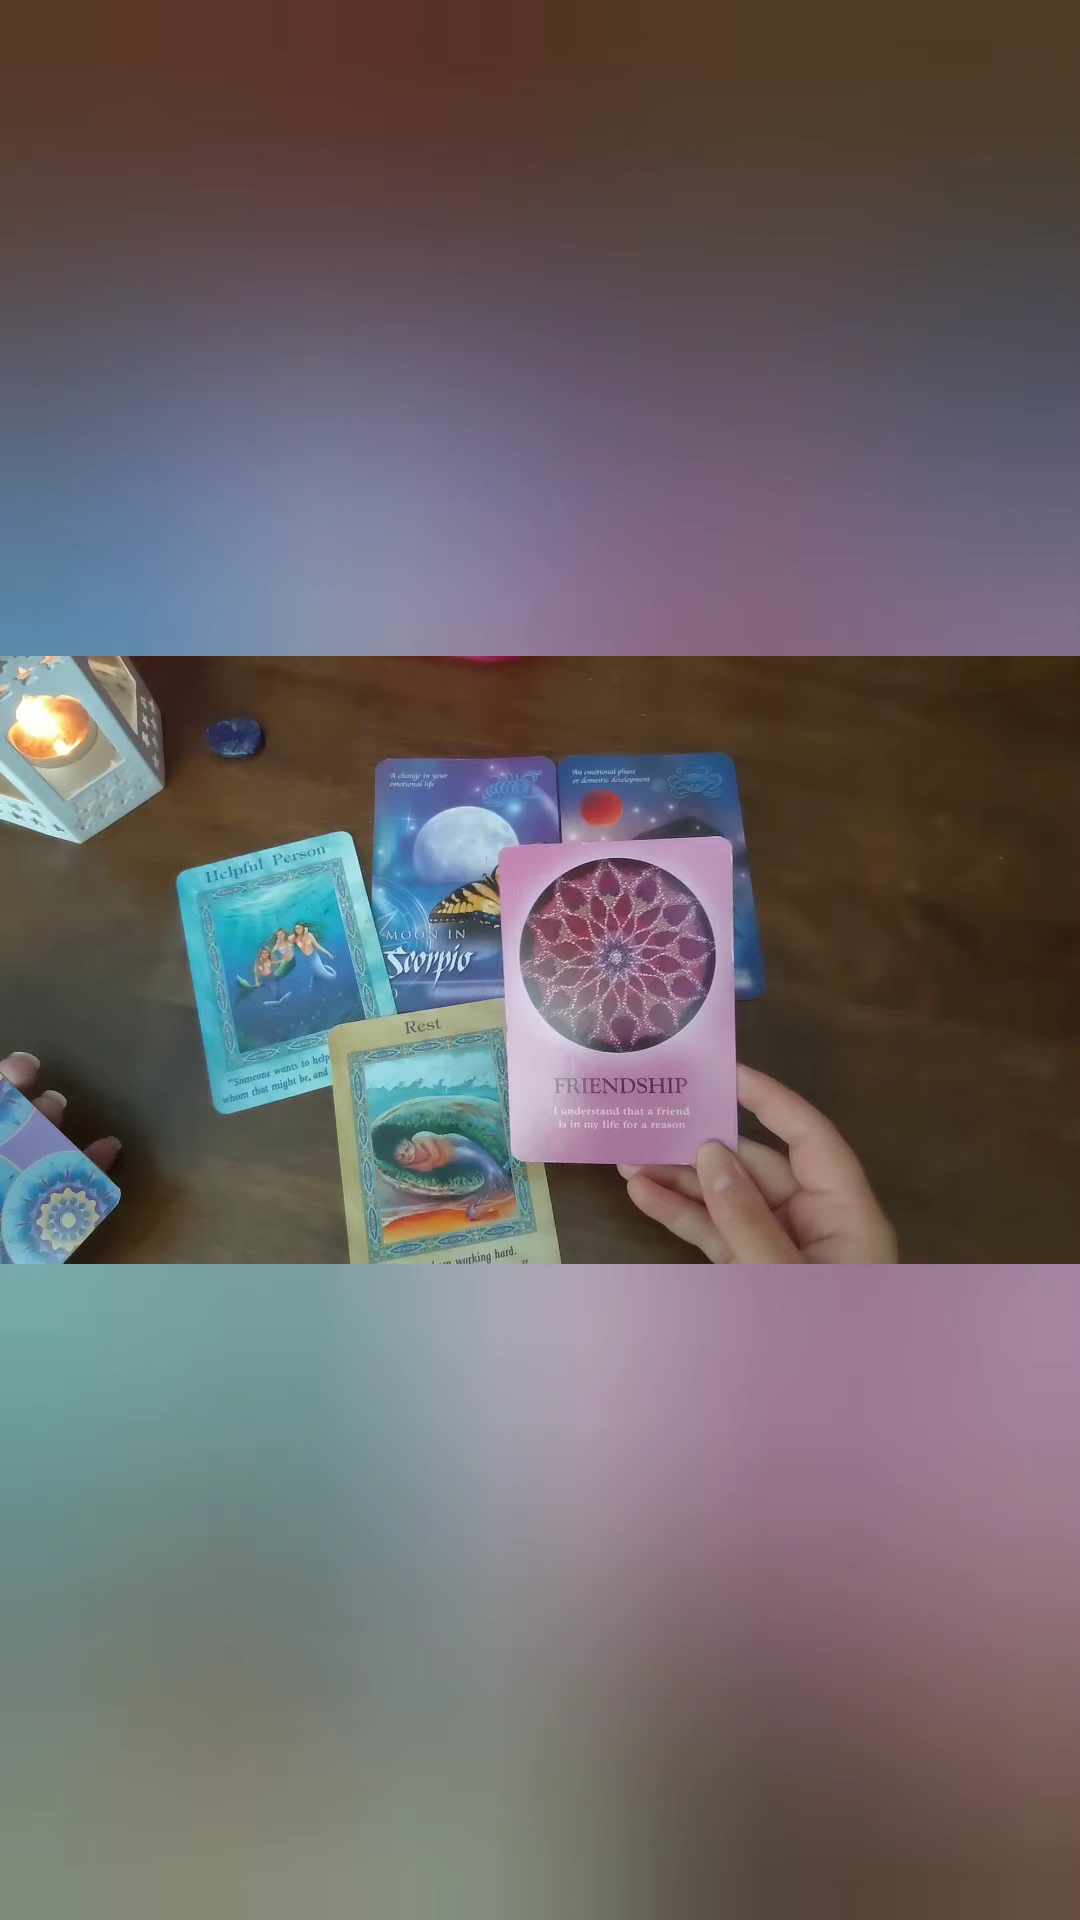 A change in your
emotional life
MOON IN
Scorpio
An emotional phase
or domestic development
Helpful Person
"Someone wants to help
whom that might be, and
Rest
working hard.
FRIENDSHIP
I understand that a friend
is in my life for a reason